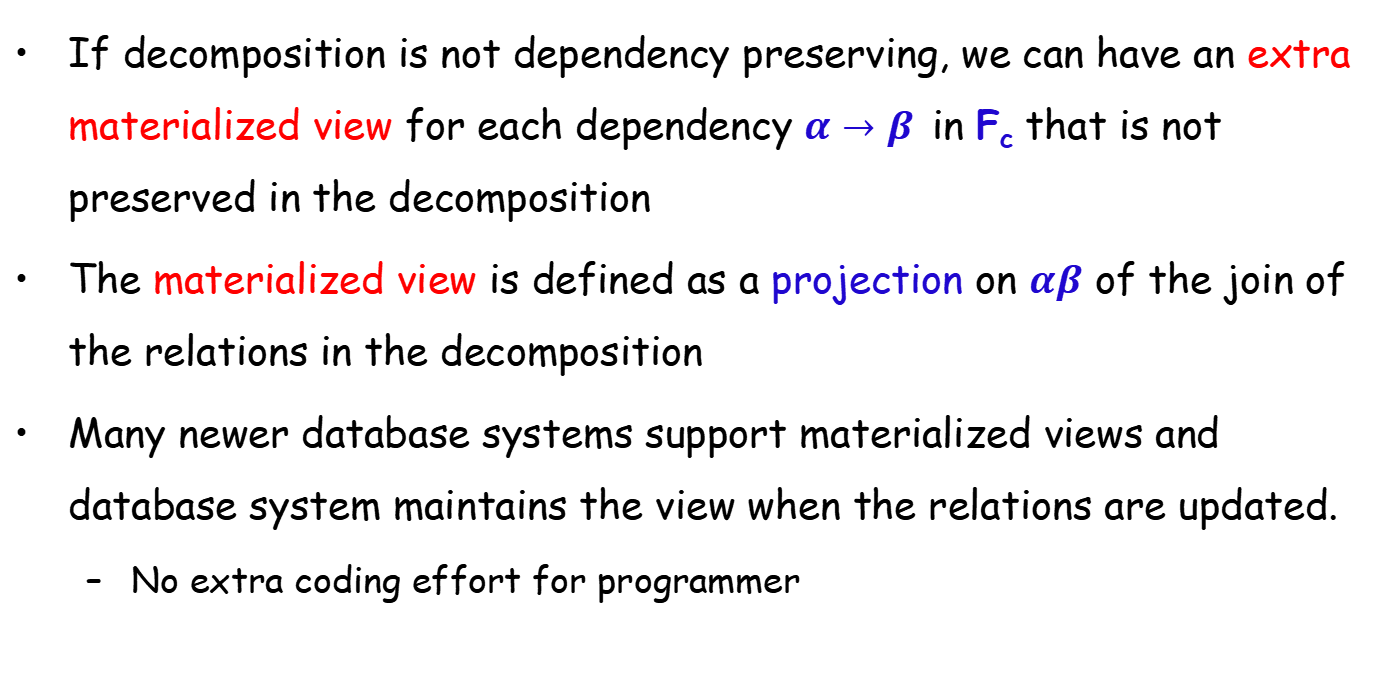 • If decomposition is not dependency preserving, we can have an extra
materialized view for each dependency α → β in Fc that is not
preserved in the decomposition
• The materialized view is defined as a projection on αβ of the join of
the relations in the decomposition
• Many newer database systems support materialized views and
database system maintains the view when the relations are updated.
– No extra coding effort for programmer